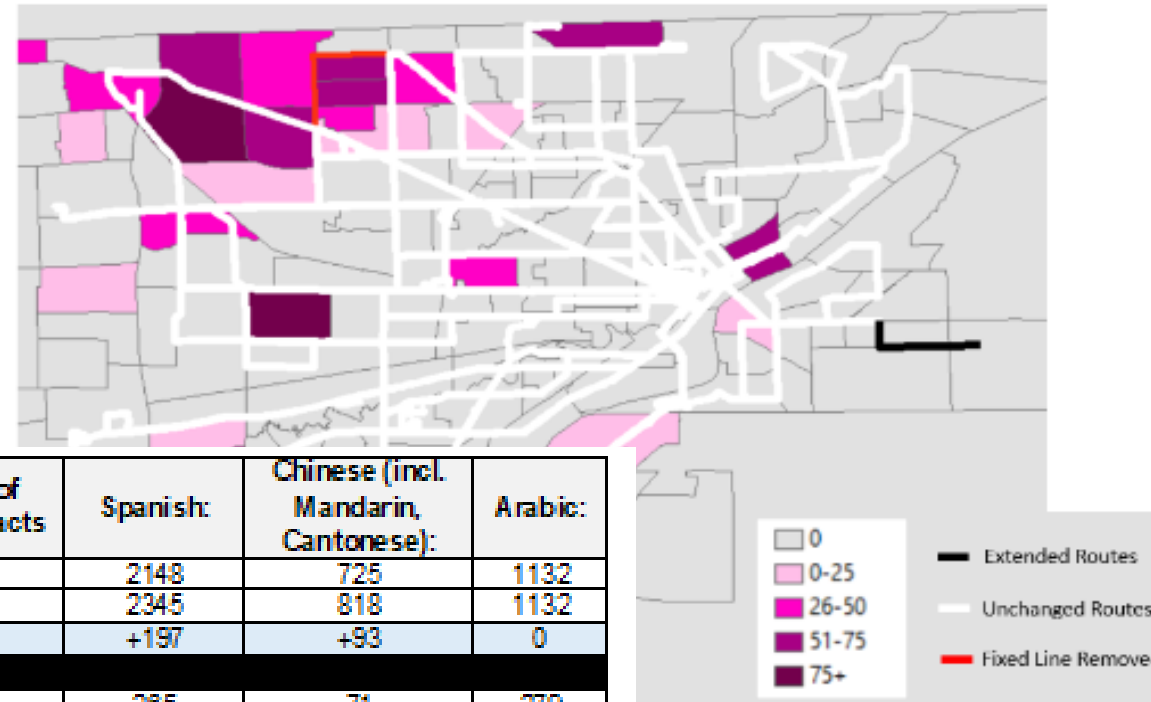 of
acts
Spanish:
Chinese (incl.
Mandarin,
Cantonese):
Arabic:
2148 725 1132
2345 818 1132
+197 +93 0
0
0-25
26-50
51-75
75+
Extended Routes
Unchanged Routes
Fixed Line Remove